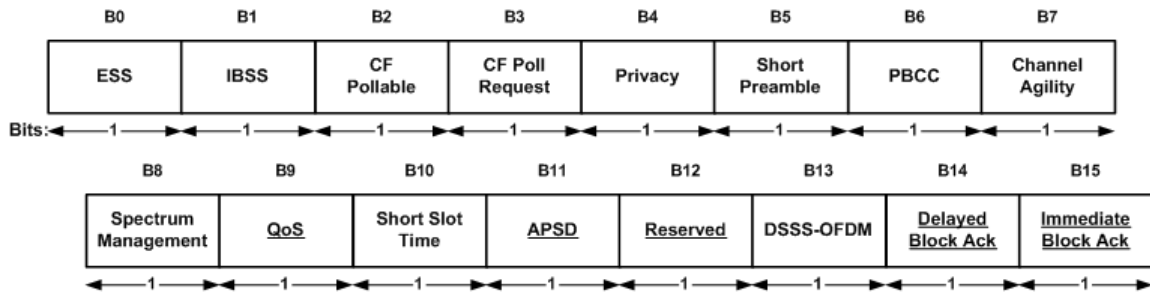 B0 B1 B2 B3 B4 B5 B6 B7
ESS IBSS CF Pollable CF Poll Request Privacy Short Preamble PBCC Channel Agility
Bits: 1 1 1 1 1 1 1 1
B8 B9 B10 B11 B12 B13 B14 B15
Spectrum Management QoS Short Slot Time APSD Reserved DSSS-OFDM Delayed Block Ack Immediate Block Ack
1 1 1 1 1 1 1 1